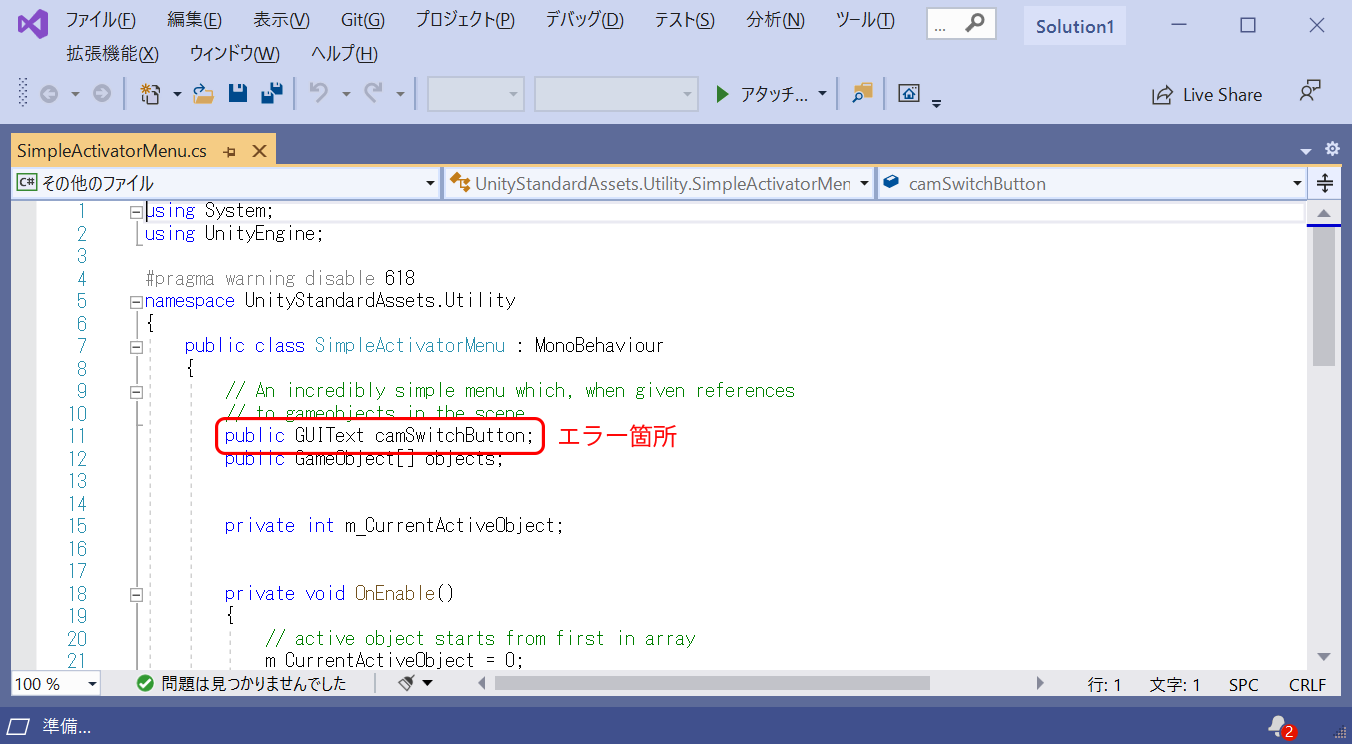 ファイル(F) 編集(E) 表示(V) Git(G) プロジェクト(P) デバッグ(D) テスト(S) 分析(N) ツール(T) ... Solution1
拡張機能(X) ウィンドウ(W) ヘルプ(H)
アタッチ... Live Share
SimpleActivatorMenu.cs
C# その他のファイル UnityStandardAssets.Utility.SimpleActivatorMen camSwitchButton
1 using System;
2 using UnityEngine;
3
4 #pragma warning disable 618
5 namespace UnityStandardAssets.Utility
6 {
7 public class SimpleActivatorMenu : MonoBehaviour
8 {
9 // An incredibly simple menu which, when given references
10 // to gameobjects in the scene
11 public GUIText camSwitchButton; エラー箇所
12 public GameObject[] objects;
13
14
15 private int m_CurrentActiveObject;
16
17
18 private void OnEnable()
19 {
20 // active object starts from first in array
21 m_CurrentActiveObject = 0;
100 % 問題は見つかりませんでした 行: 1 文字: 1 SPC CRLF
準備... 2